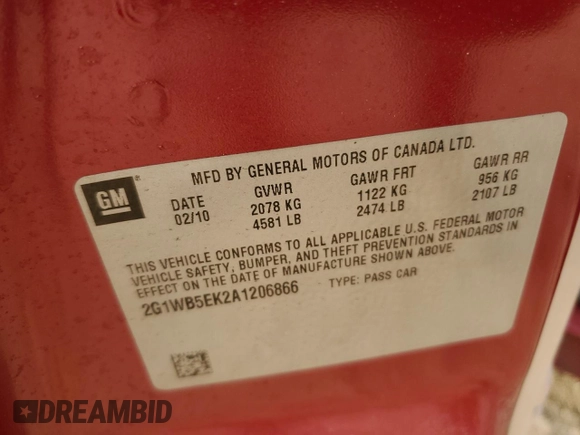 MFD BY GENERAL MOTORS OF CANADA LTD.
GM
DATE GVWR GAWR FRT GAWR RR
02/10 2078 KG 1122 KG 956 KG
4581 LB 2474 LB 2107 LB
THIS VEHICLE CONFORMS TO ALL APPLICABLE U.S. FEDERAL MOTOR
VEHICLE SAFETY, BUMPER, AND THEFT PREVENTION STANDARDS IN
EFFECT ON THE DATE OF MANUFACTURE SHOWN ABOVE.
2G1WB5EK2A1206866 TYPE: PASS CAR
DREAMBID